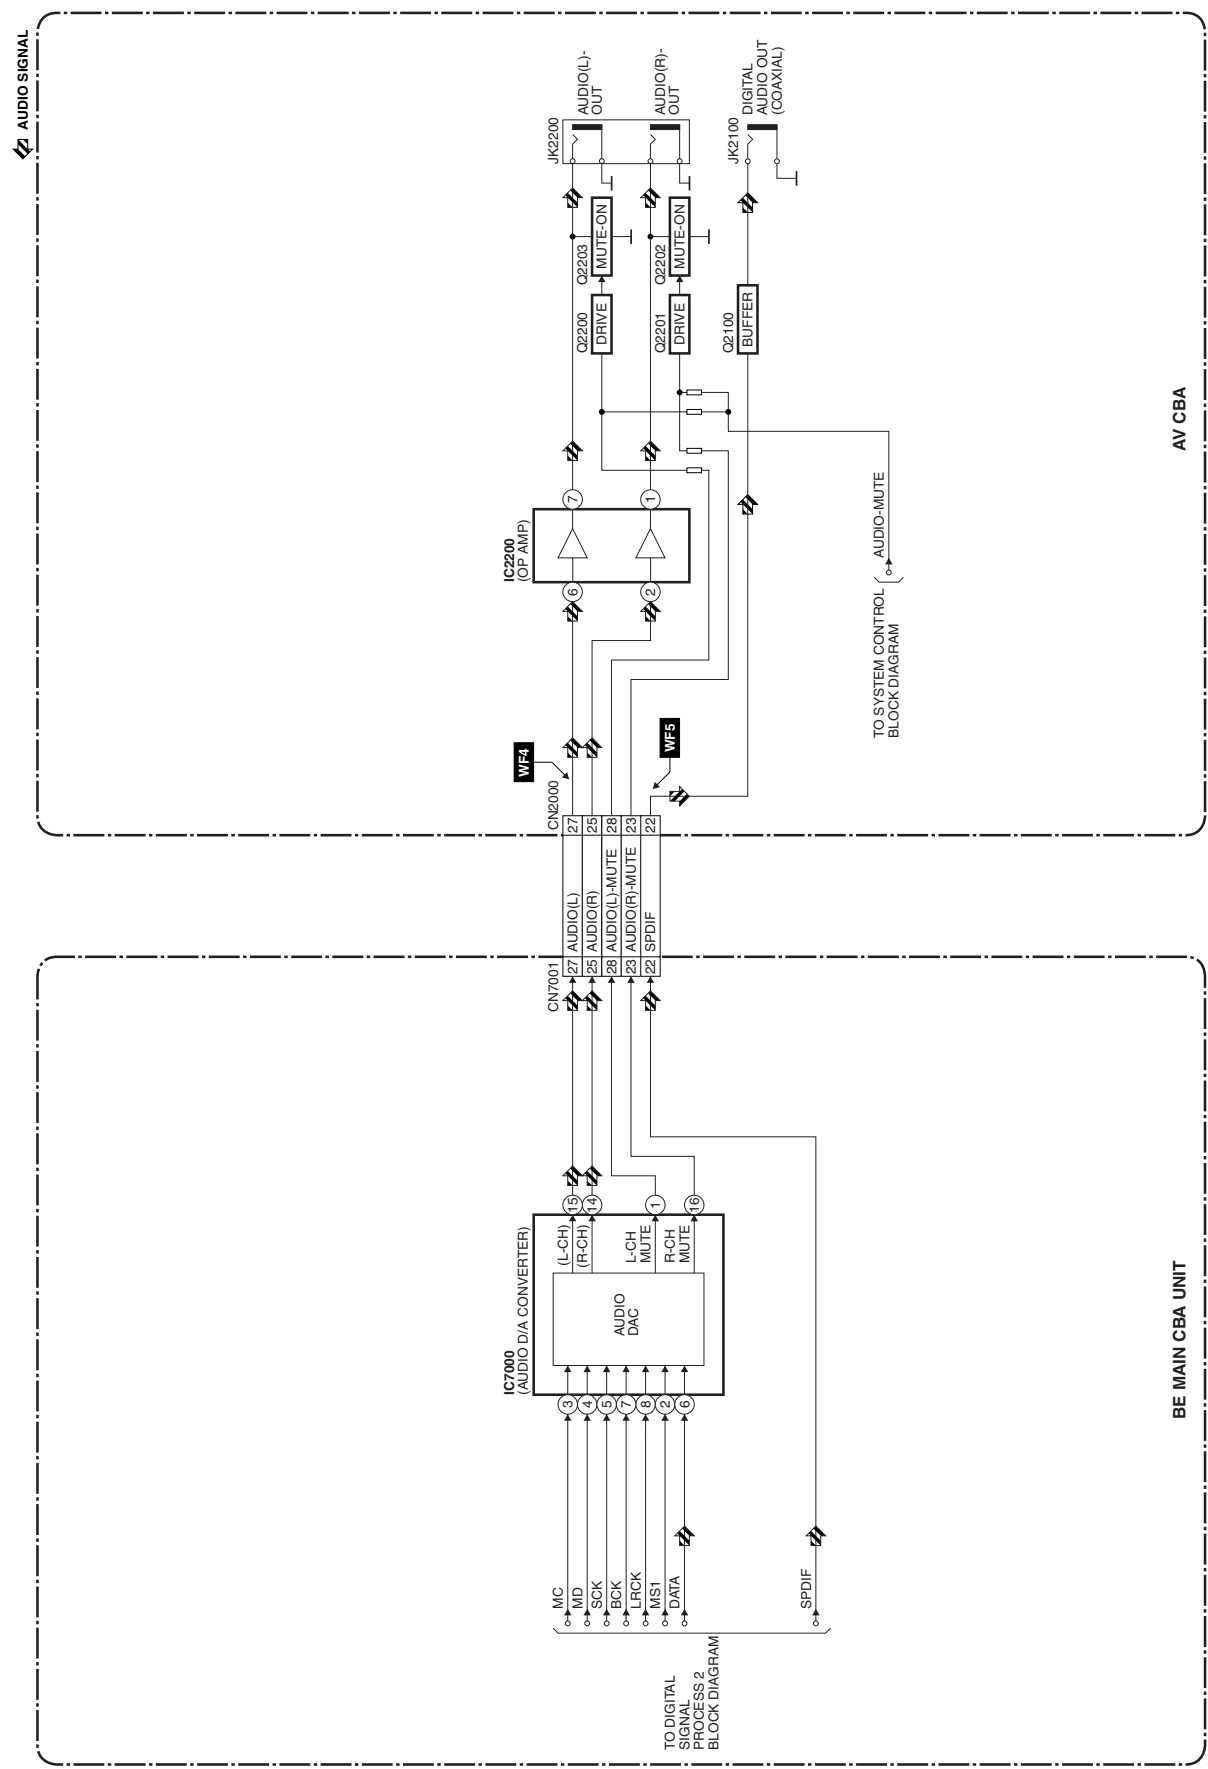 AUDIO SIGNAL
TO DIGITAL
SIGNAL
PROCESS 2
BLOCK DIAGRAM
MC
MD
SCK
BCK
LRCK
MS1
DATA
SPDIF
3
4
5
7
8
2
6
IC7000
(AUDIO D/A CONVERTER)
AUDIO
DAC
(L-CH)
(R-CH)
L-CH
MUTE
R-CH
MUTE
15
14
1
16
BE MAIN CBA UNIT
CN7001
CN2000
27 AUDIO(L) 27
25 AUDIO(R) 25
28 AUDIO(L)-MUTE 28
23 AUDIO(R)-MUTE 23
22 SPDIF 22
WF4
WF5
IC2200
(OP AMP)
6
7
2
1
TO SYSTEM CONTROL
BLOCK DIAGRAM
AUDIO-MUTE
Q2200
DRIVE
Q2203
MUTE-ON
Q2201
DRIVE
Q2202
MUTE-ON
Q2100
BUFFER
JK2200
AUDIO(L)-
OUT
AUDIO(R)-
OUT
JK2100
DIGITAL
AUDIO OUT
(COAXIAL)
AV CBA